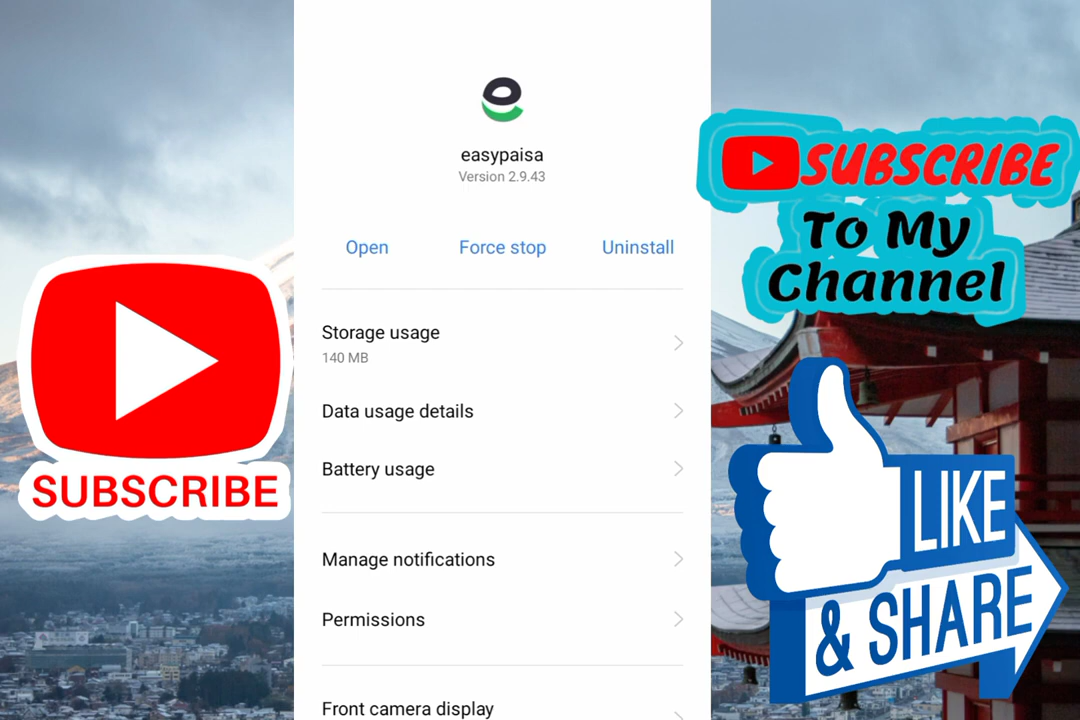 easypaisa
Version 2.9.43
Open Force stop Uninstall
Storage usage
140 MB
Data usage details
Battery usage
Manage notifications
Permissions
Front camera display
SUBSCRIBE
SUBSCRIBE
To My
Channel
LIKE
& SHARE